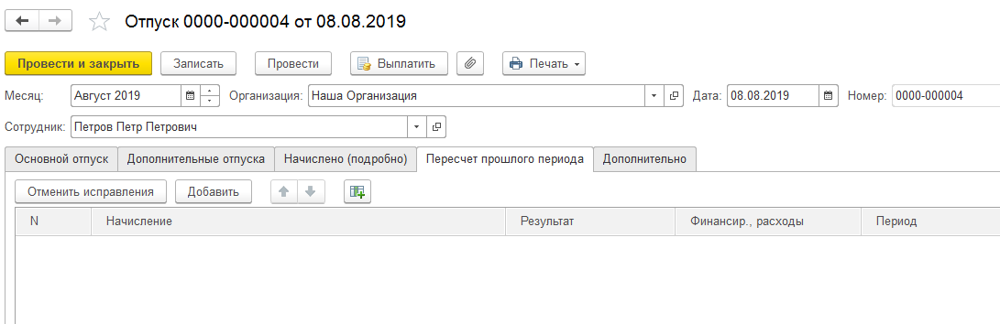 Отпуск 0000-000004 от 08.08.2019
Провести и закрыть Записать Провести Выплатить Печать
Месяц: Август 2019 Организация: Наша Организация Дата: 08.08.2019 Номер: 0000-000004
Сотрудник: Петров Петр Петрович
Основной отпуск Дополнительные отпуска Начислено (подробно) Пересчет прошлого периода Дополнительно
Отменить исправления Добавить
N Начисление Результат Финансир., расходы Период